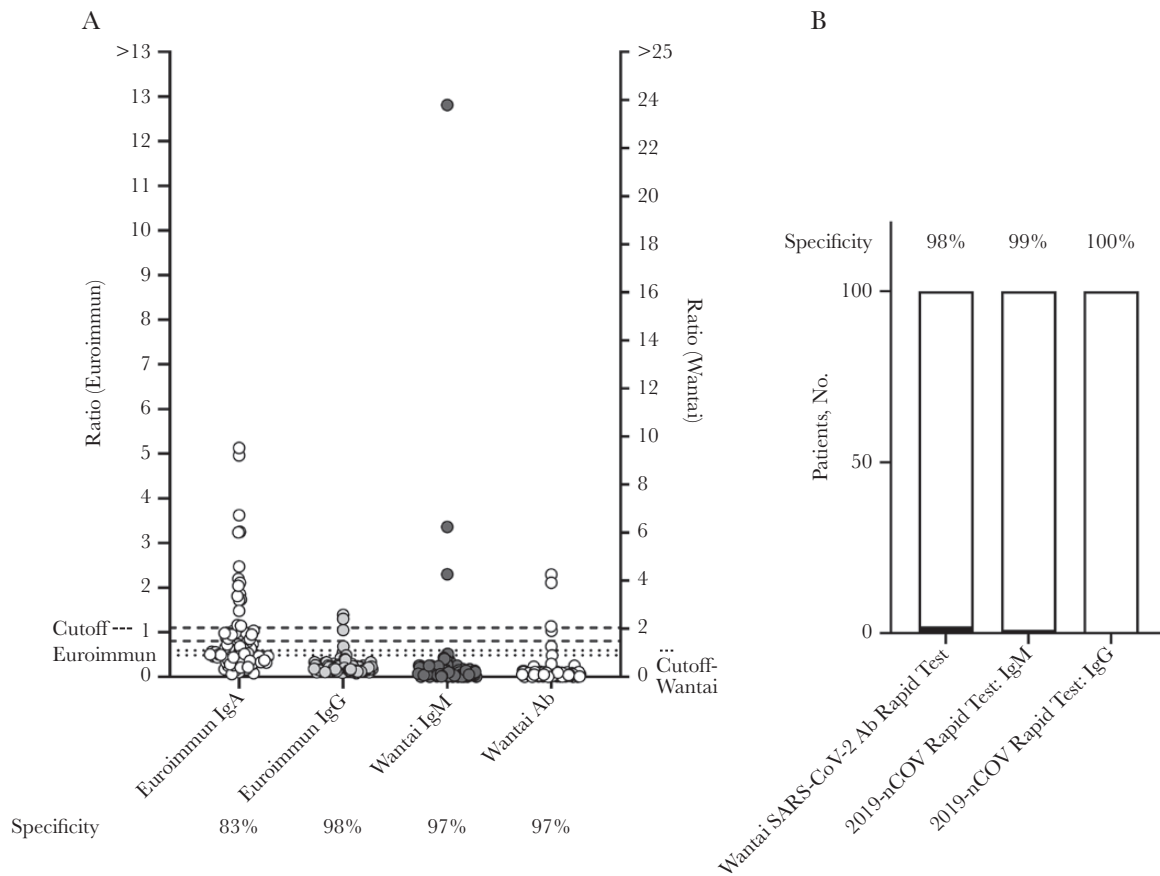 A
>13
13
12
11
10
9
8
7
6
5
4
3
2
1
0
Ratio (Euroimmun)
Cutoff ---
Euroimmun
>25
24
22
20
18
16
14
12
10
8
6
4
2
0
Ratio (Wantai)
...
Cutoff-
Wantai
Euroimmun IgA
Euroimmun IgG
Wantai IgM
Wantai Ab
Specificity 83% 98% 97% 97%
B
Specificity 98% 99% 100%
100
50
0
Patients, No.
Wantai SARS-CoV-2 Ab Rapid Test
2019-nCOV Rapid Test: IgM
2019-nCOV Rapid Test: IgG